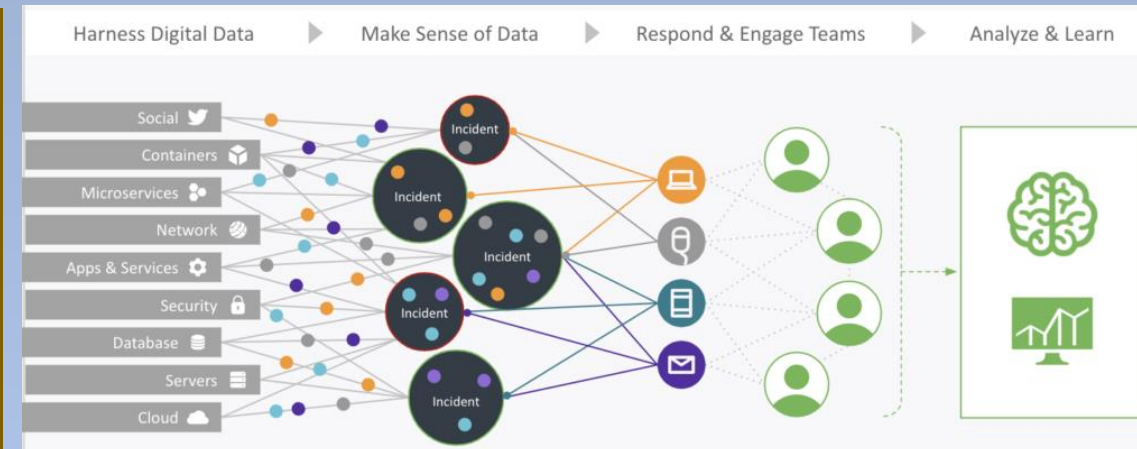 Harness Digital Data
Make Sense of Data
Respond & Engage Teams
Analyze & Learn
Social
Containers
Microservices
Network
Apps & Services
Security
Database
Servers
Cloud
Incident
Incident
Incident
Incident
Incident